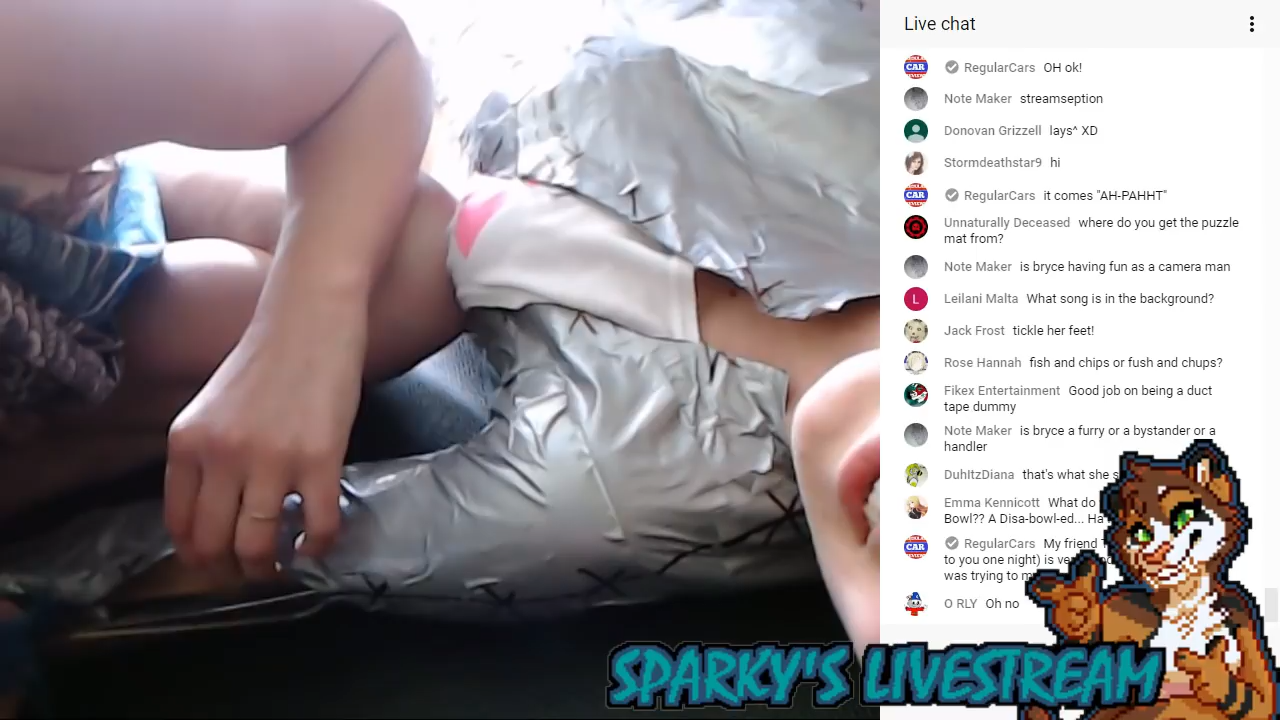 Live chat
RegularCars OH ok!
Note Maker streamseption
Donovan Grizzell lays^ XD
Stormdeathstar9 hi
RegularCars it comes "AH-PAHHT"
Unnaturally Deceased where do you get the puzzle
mat from?
Note Maker is bryce having fun as a camera man
Leilani Malta What song is in the background?
Jack Frost tickle her feet!
Rose Hannah fish and chips or fush and chups?
Fikex Entertainment Good job on being a duct
tape dummy
Note Maker is bryce a furry or a bystander or a
handler
DuhItzDiana that's what she
Emma Kennicott What do
Bowl?? A Disa-bowl-ed...
RegularCars My friend
to you one night) is
was trying to
O RLY Oh no
SPARKY'S LIVESTREAM